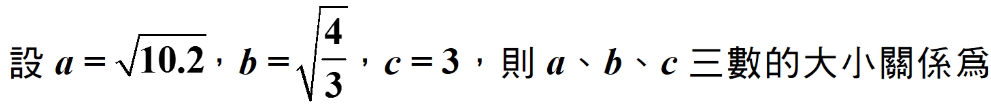 設 a = √10.2，b = √(4/3)，c = 3，則 a、b、c 三數的大小關係為